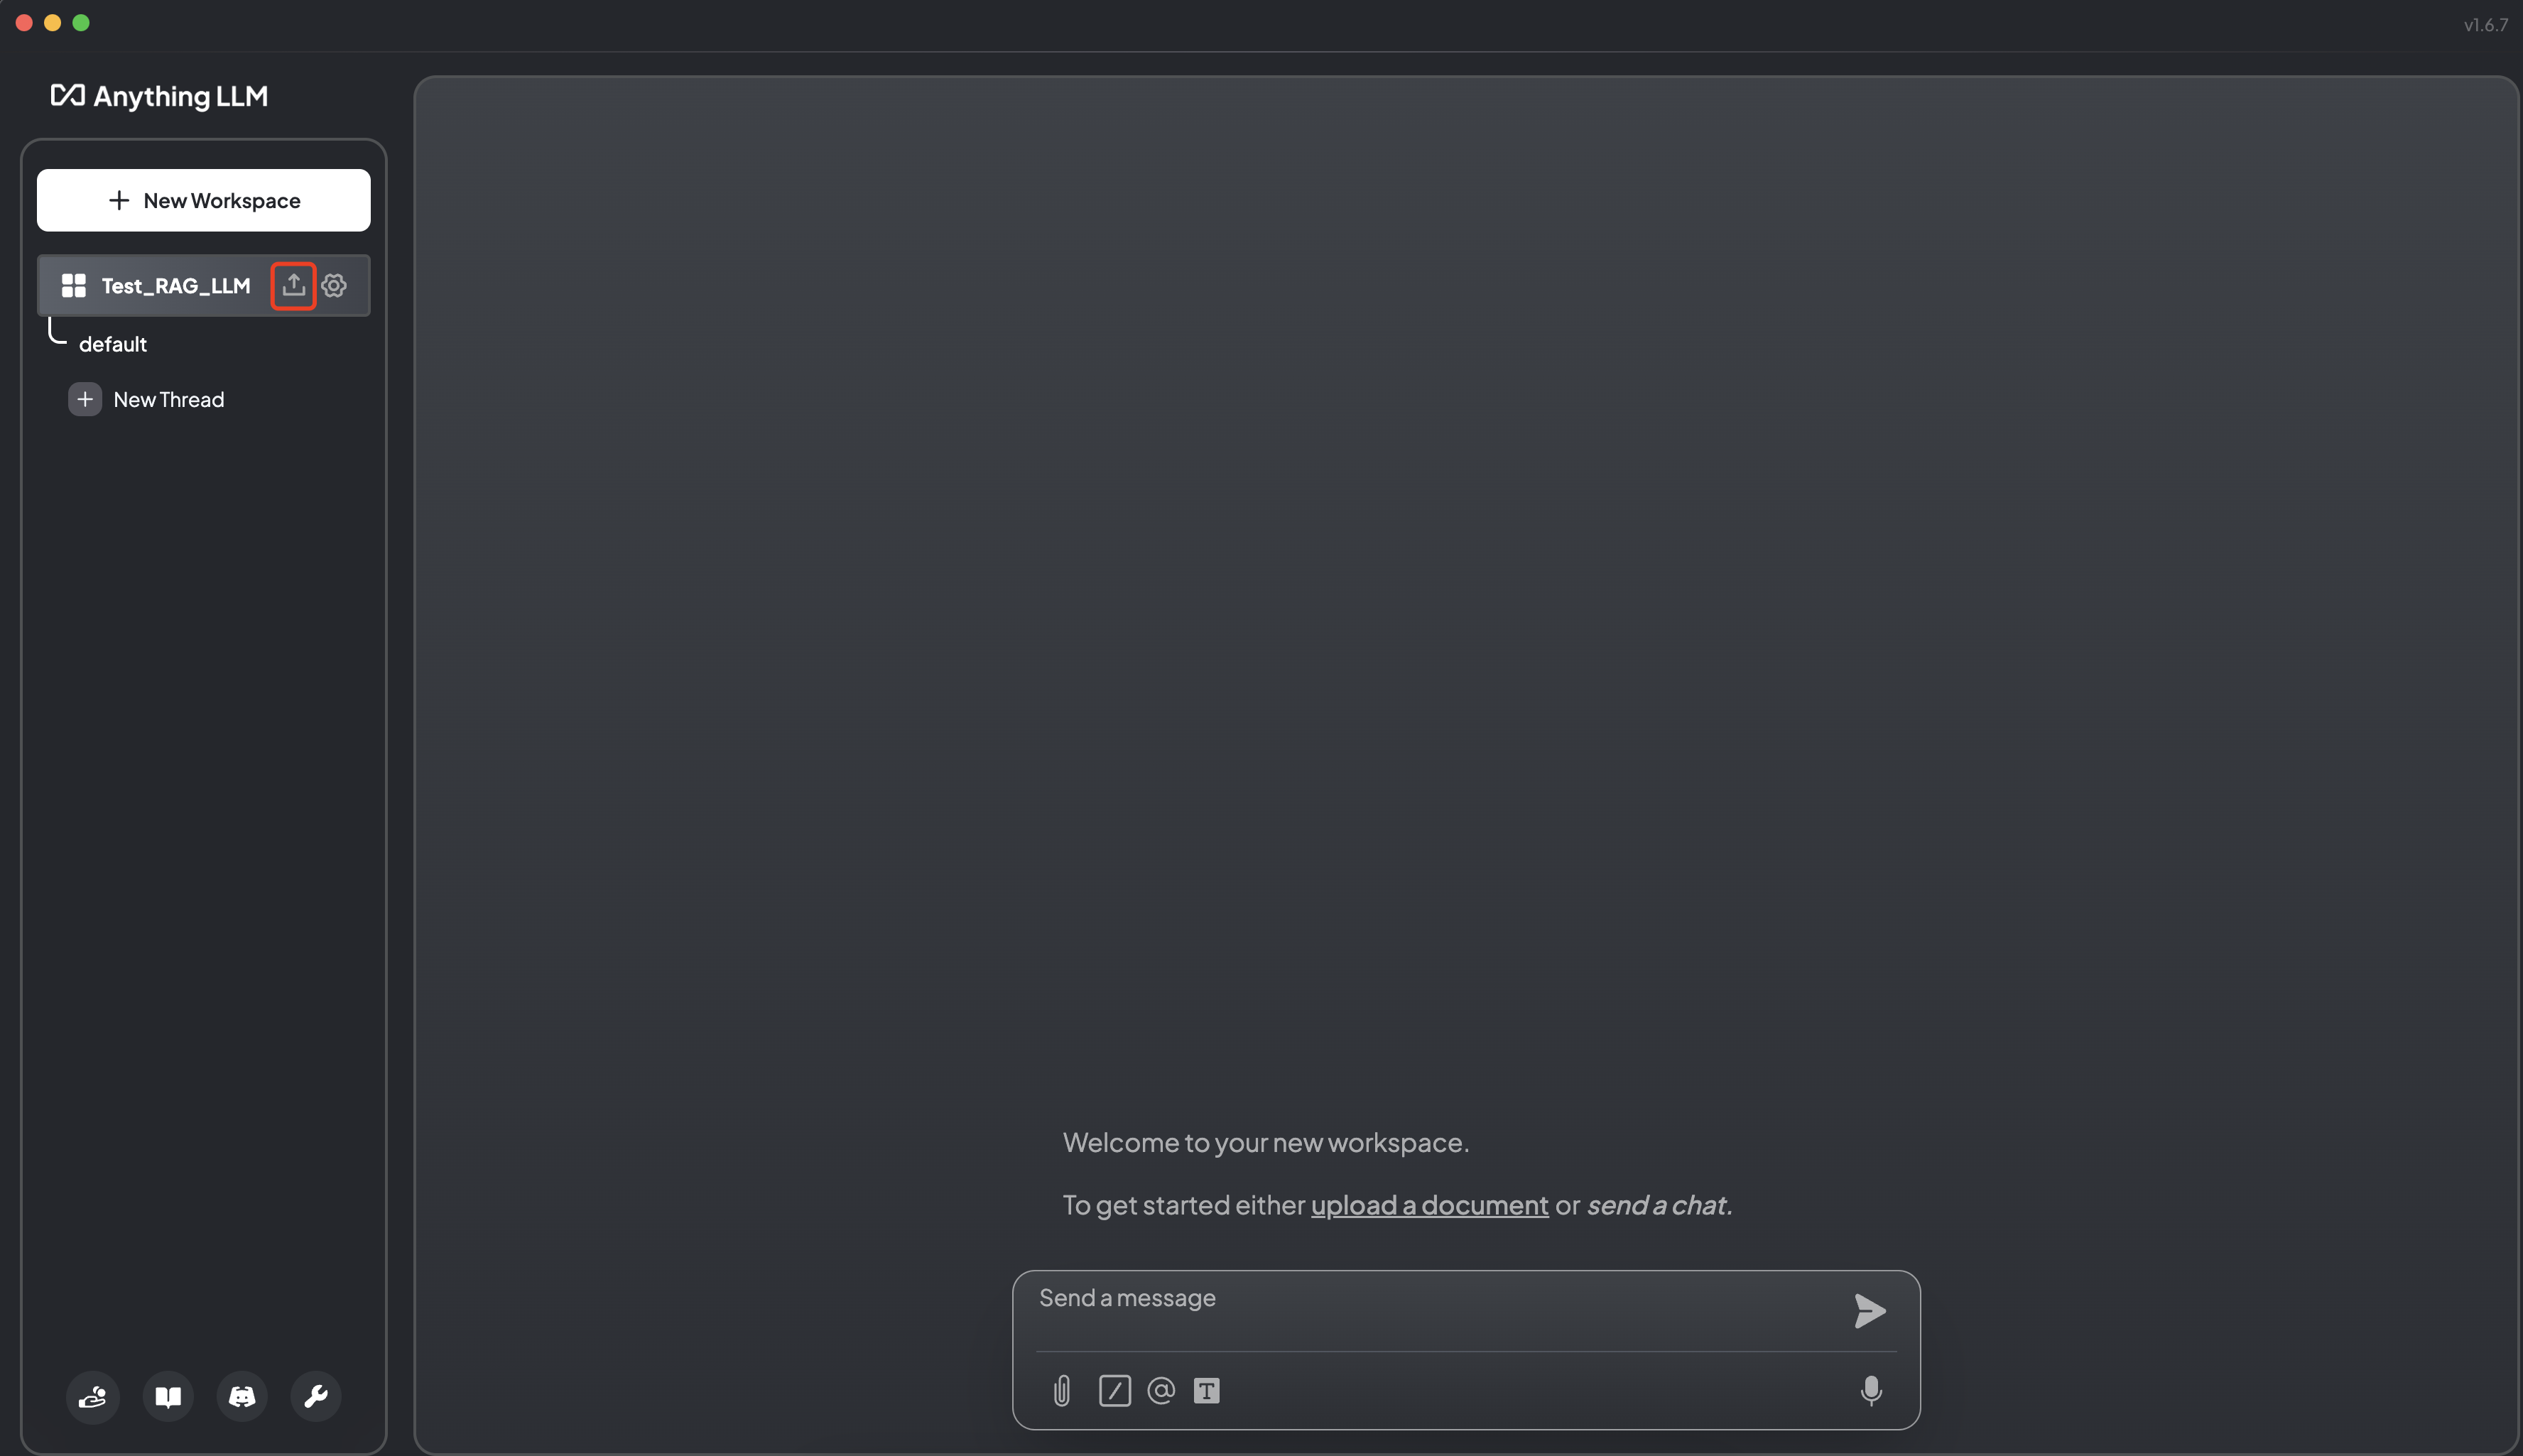 v1.6.7
Anything LLM
New Workspace
Test_RAG_LLM
default
New Thread
Welcome to your new workspace.
To get started either upload a document or send a chat.
Send a message